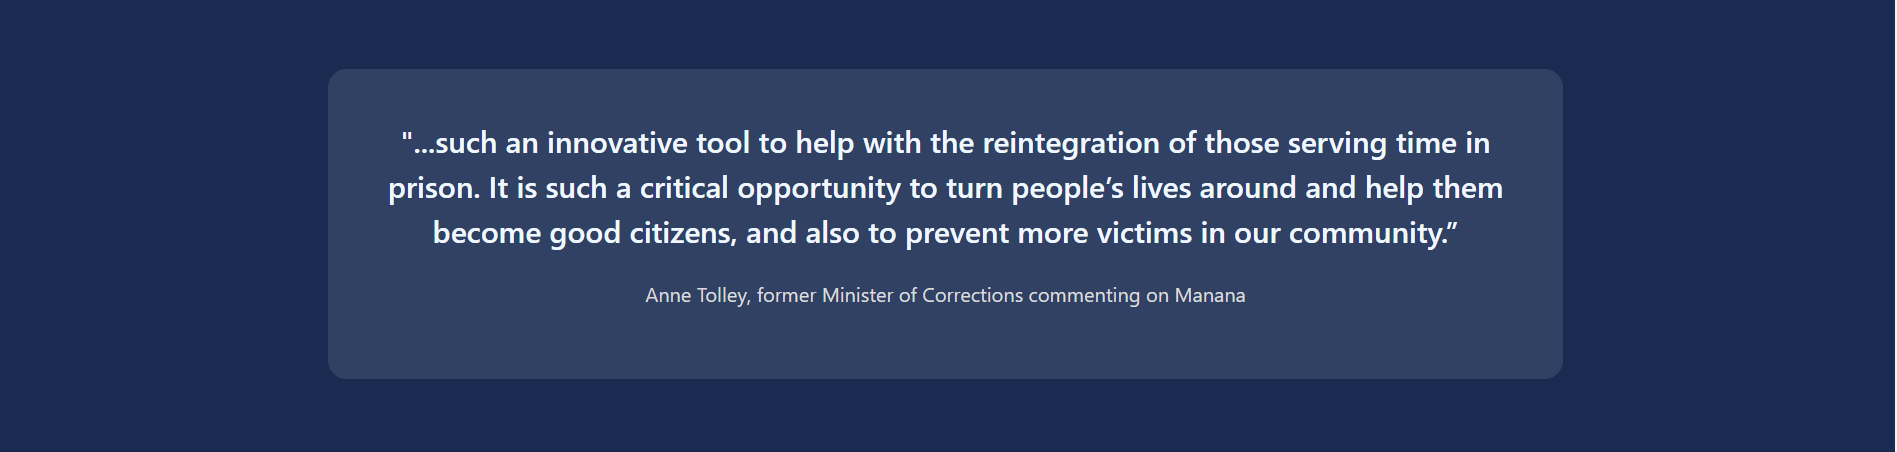 "...such an innovative tool to help with the reintegration of those serving time in
prison. It is such a critical opportunity to turn people’s lives around and help them
become good citizens, and also to prevent more victims in our community.”
Anne Tolley, former Minister of Corrections commenting on Manana